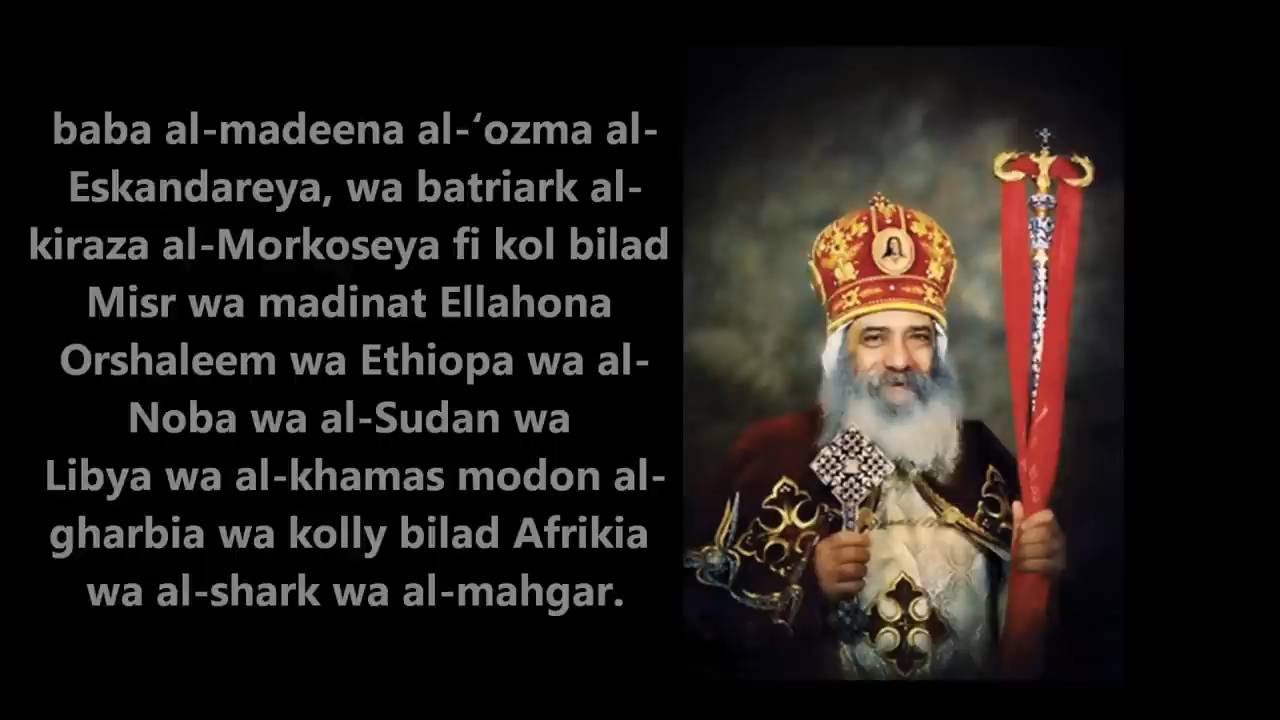 baba al-madeena al-‘ozma al-
Eskandareya, wa batriark al-
kiraza al-Morkoseya fi kol bilad
Misr wa madinat Ellahona
Orshaleem wa Ethiopa wa al-
Noba wa al-Sudan wa
Libya wa al-khamas modon al-
gharbia wa kolly bilad Afrikia
wa al-shark wa al-mahgar.